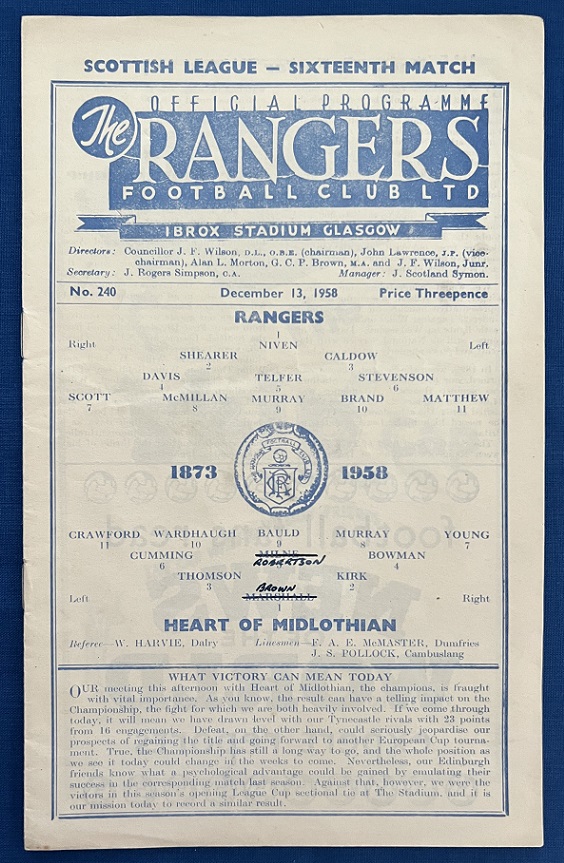 SCOTTISH LEAGUE — SIXTEENTH MATCH
OFFICIAL PROGRAMME
The RANGERS
FOOTBALL CLUB LTD
IBROX STADIUM GLASGOW
Directors: Councillor J. F. Wilson, D.L., O.B.E. (chairman), John Lawrence, J.P. (vice-
chairman), Alan L. Morton, G. C. P. Brown, M.A. and J. F. Wilson, Junr.
Secretary: J. Rogers Simpson, C.A. Manager: J. Scotland Symon.
No. 240 December 13, 1958 Price Threepence
RANGERS
1
Right NIVEN Left
SHEARER CALDOW
2 3
DAVIS TELFER STEVENSON
4 5 6
SCOTT McMILLAN MURRAY BRAND MATTHEW
7 8 9 10 11
FOOTBALL
1873 1958
CRAWFORD WARDHAUGH BAULD MURRAY YOUNG
11 10 9 8 7
CUMMING MILNE BOWMAN
6 ROBERTSON 4
THOMSON BROWN KIRK
3 2
Left MARSHALL Right
1
HEART OF MIDLOTHIAN
Referee—W. HARVIE, Dalry Linesmen—F. A. E. McMASTER, Dumfries
J. S. POLLOCK, Cambuslang
WHAT VICTORY CAN MEAN TODAY
OUR meeting this afternoon with Heart of Midlothian, the champions, is fraught
with vital importance. As you know, the result can have a telling impact on the
Championship, the fight for which we are both heavily involved. If we come through
today, it will mean we have drawn level with our Tynecastle rivals with 23 points
from 16 engagements. Defeat, on the other hand, could seriously jeopardise our
prospects of regaining the title and going forward to another European Cup tourna-
ment. True, the Championship has still a long way to go, and the whole position as
we see it today could change in the weeks to come. Nevertheless, our Edinburgh
friends know what a psychological advantage could be gained by emulating their
success in the corresponding match last season. Against that, however, we were the
victors in this season's opening League Cup sectional tie at The Stadium, and it is
our mission today to record a similar result.